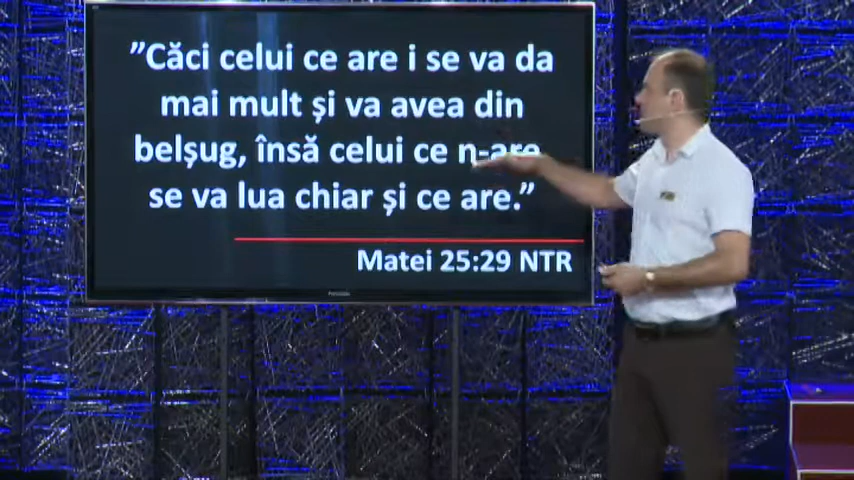 ”Căci celui ce are i se va da
mai mult și va avea din
belșug, însă celui ce n-are
se va lua chiar și ce are.”
Matei 25:29 NTR